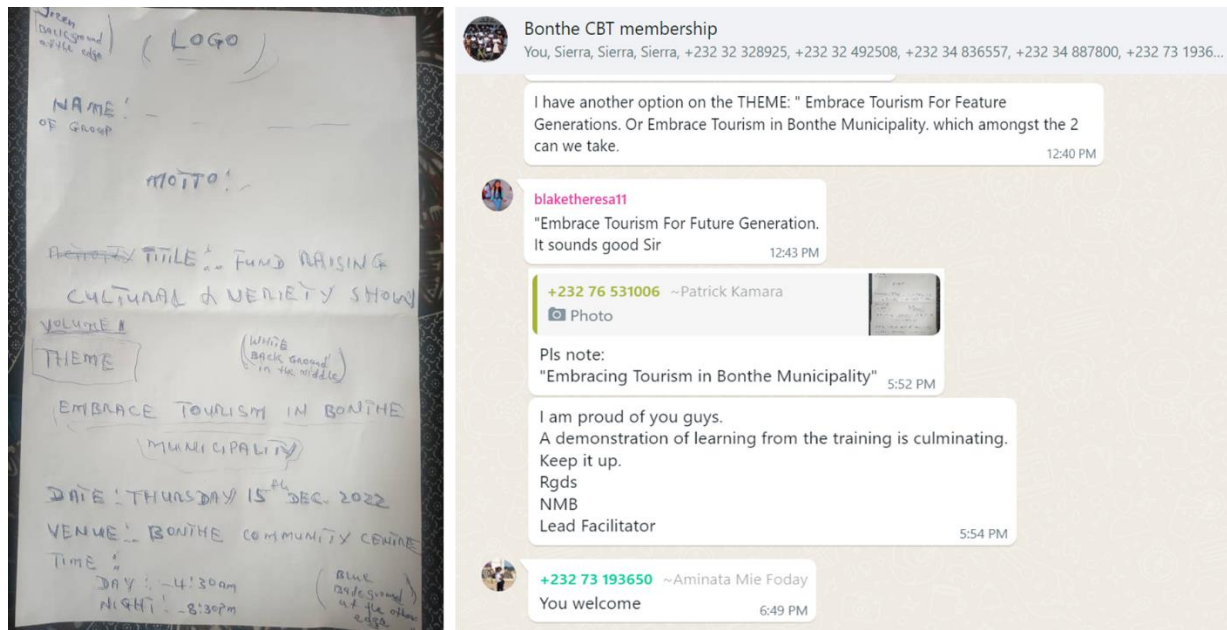 Green
Background
at the edge
( LOGO )
NAME :
OF GROUP
MOTTO :
TITLE : FUND RAISING
CULTURAL & VERIETY SHOW
VOLUME 1
THEME
(WHITE
BACK GROUND
in the middle)
EMBRACE TOURISM IN BONTHE
MUNICIPALITY
DATE : THURSDAY 15th DEC. 2022
VENUE : BONTHE COMMUNITY CENTRE
TIME :
DAY : - 4:30
NIGHT : - 8:30pm
(Blue
Background
at the other
edge
Bonthe CBT membership
You, Sierra, Sierra, Sierra, +232 32 328925, +232 32 492508, +232 34 836557, +232 34 887800, +232 73 1936...
I have another option on the THEME: " Embrace Tourism For Feature
Generations. Or Embrace Tourism in Bonthe Municipality. which amongst the 2
can we take.
12:40 PM
blaketheresa11
"Embrace Tourism For Future Generation.
It sounds good Sir
12:43 PM
+232 76 531006 ~Patrick Kamara
Photo
Pls note:
"Embracing Tourism in Bonthe Municipality"
5:52 PM
I am proud of you guys.
A demonstration of learning from the training is culminating.
Keep it up.
Rgds
NMB
Lead Facilitator
5:54 PM
+232 73 193650 ~Aminata Mie Foday
You welcome
6:49 PM